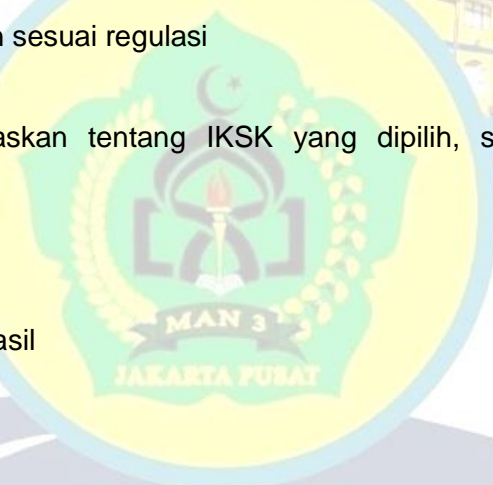 n sesuai regulasi
askan tentang IKSK yang dipilih, s
asil
MAN 3
JAKARTA PUSAT